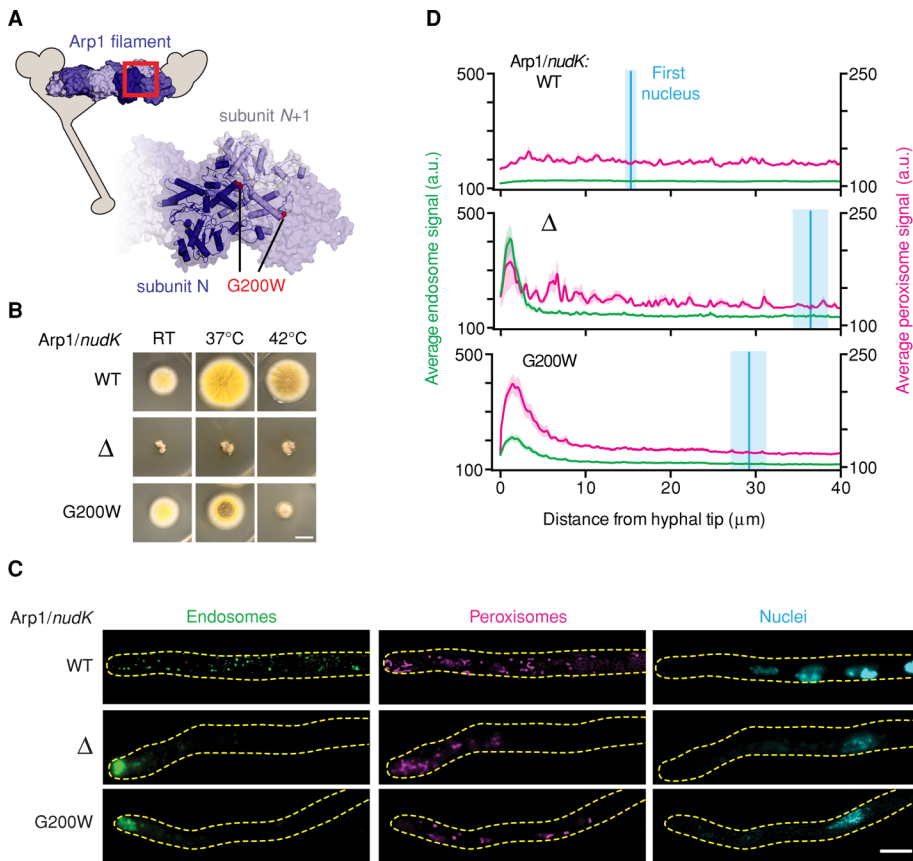 A
Arp1 filament
subunit N+1
subunit N
G200W
B
Arp1/nudK
RT
37°C
42°C
WT
Δ
G200W
C
Arp1/nudK
Endosomes
Peroxisomes
Nuclei
WT
Δ
G200W
D
Arp1/nudK:
WT
First
nucleus
500
100
250
100
Δ
500
100
250
100
G200W
500
100
250
100
0
10
20
30
40
Distance from hyphal tip (μm)
Average endosome signal (a.u.)
Average peroxisome signal (a.u.)